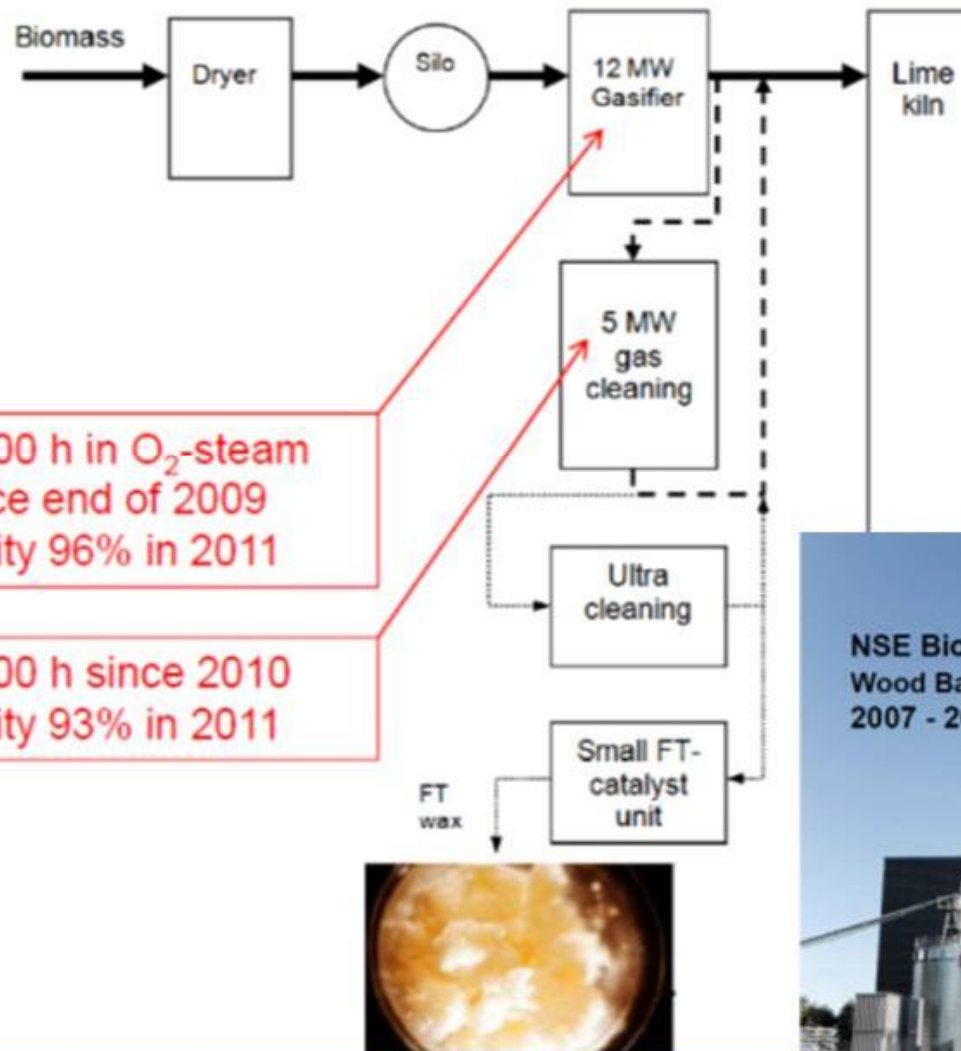 Biomass
Dryer
Silo
12 MW
Gasifier
Lime
kiln
5 MW
gas
cleaning
00 h in O₂-steam
ce end of 2009
ity 96% in 2011
Ultra
cleaning
00 h since 2010
ity 93% in 2011
NSE Bio
Wood Ba
2007 - 20
Small FT-
catalyst
unit
FT
wax